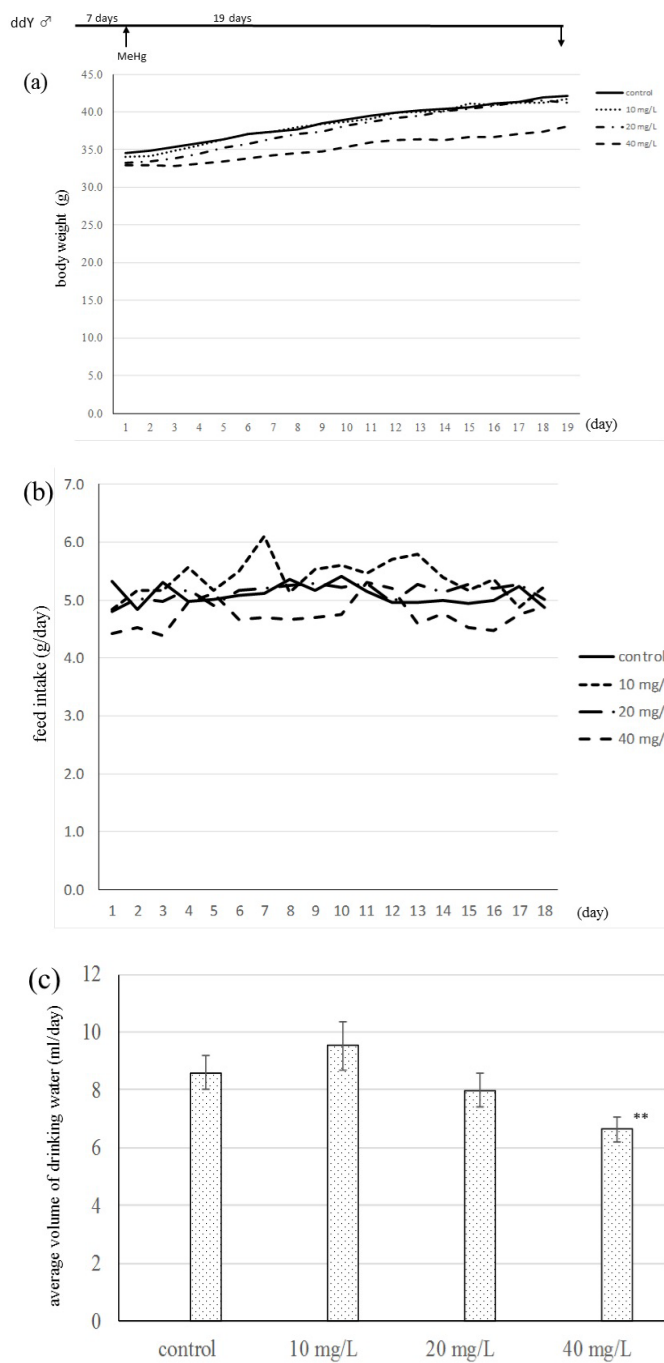 ddY ♂ 7 days 19 days
MeHg
(a)
body weight (g)
45.0
40.0
35.0
30.0
25.0
20.0
15.0
10.0
5.0
0.0
1 2 3 4 5 6 7 8 9 10 11 12 13 14 15 16 17 18 19 (day)
control
10 mg/L
20 mg/L
40 mg/L
(b)
feed intake (g/day)
7.0
6.0
5.0
4.0
3.0
2.0
1.0
0.0
1 2 3 4 5 6 7 8 9 10 11 12 13 14 15 16 17 18 (day)
control
10 mg/
20 mg/
40 mg/
(c)
average volume of drinking water (ml/day)
12
10
8
6
4
2
0
**
control 10 mg/L 20 mg/L 40 mg/L